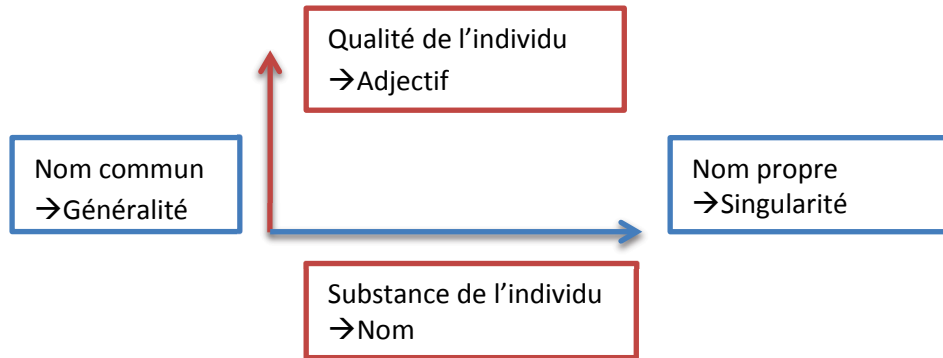 Qualité de l’individu
→Adjectif
Nom commun
→Généralité
Nom propre
→Singularité
Substance de l’individu
→Nom